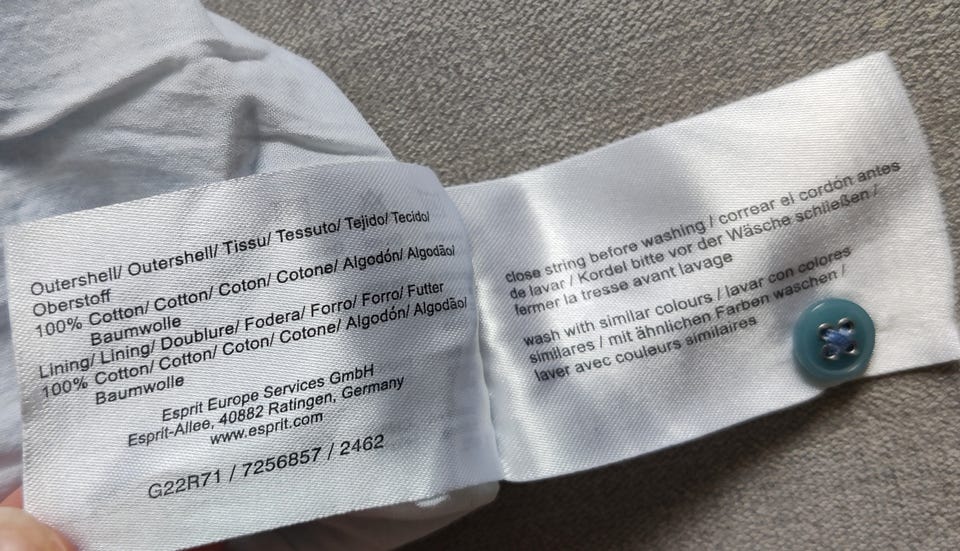 Outershell/ Outershell/ Tissu/ Tessuto/ Tejido/ Tecido/
Oberstoff
100% Cotton/ Cotton/ Coton/ Cotone/ Algodón/ Algodão/
Baumwolle
Lining/ Lining/ Doublure/ Fodera/ Forro/ Forro/ Futter
100% Cotton/ Cotton/ Coton/ Cotone/ Algodón/ Algodão/
Baumwolle
Esprit Europe Services GmbH
Esprit-Allee, 40882 Ratingen, Germany
www.esprit.com
G22R71 / 7256857 / 2462
close string before washing / correar el cordón antes
de lavar / Kordel bitte vor der Wäsche schließen /
fermer la tresse avant lavage
wash with similar colours / lavar con colores
similares / mit ähnlichen Farben waschen /
laver avec couleurs similaires